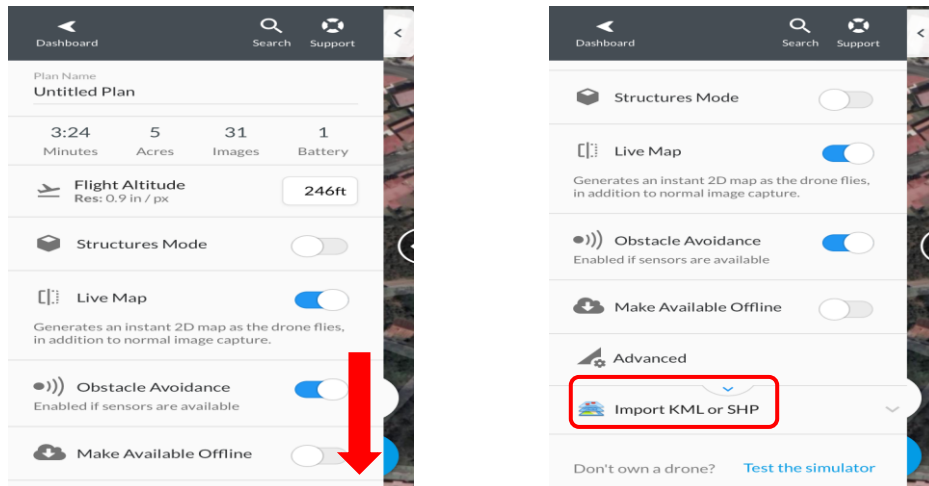 Dashboard
Search
Support
Plan Name
Untitled Plan
3:24
5
31
1
Minutes
Acres
Images
Battery
Flight Altitude
Res: 0.9 in / px
246ft
Structures Mode
Live Map
Generates an instant 2D map as the drone flies,
in addition to normal image capture.
Obstacle Avoidance
Enabled if sensors are available
Make Available Offline
Dashboard
Search
Support
Structures Mode
Live Map
Generates an instant 2D map as the drone flies,
in addition to normal image capture.
Obstacle Avoidance
Enabled if sensors are available
Make Available Offline
Advanced
Import KML or SHP
Don't own a drone?
Test the simulator